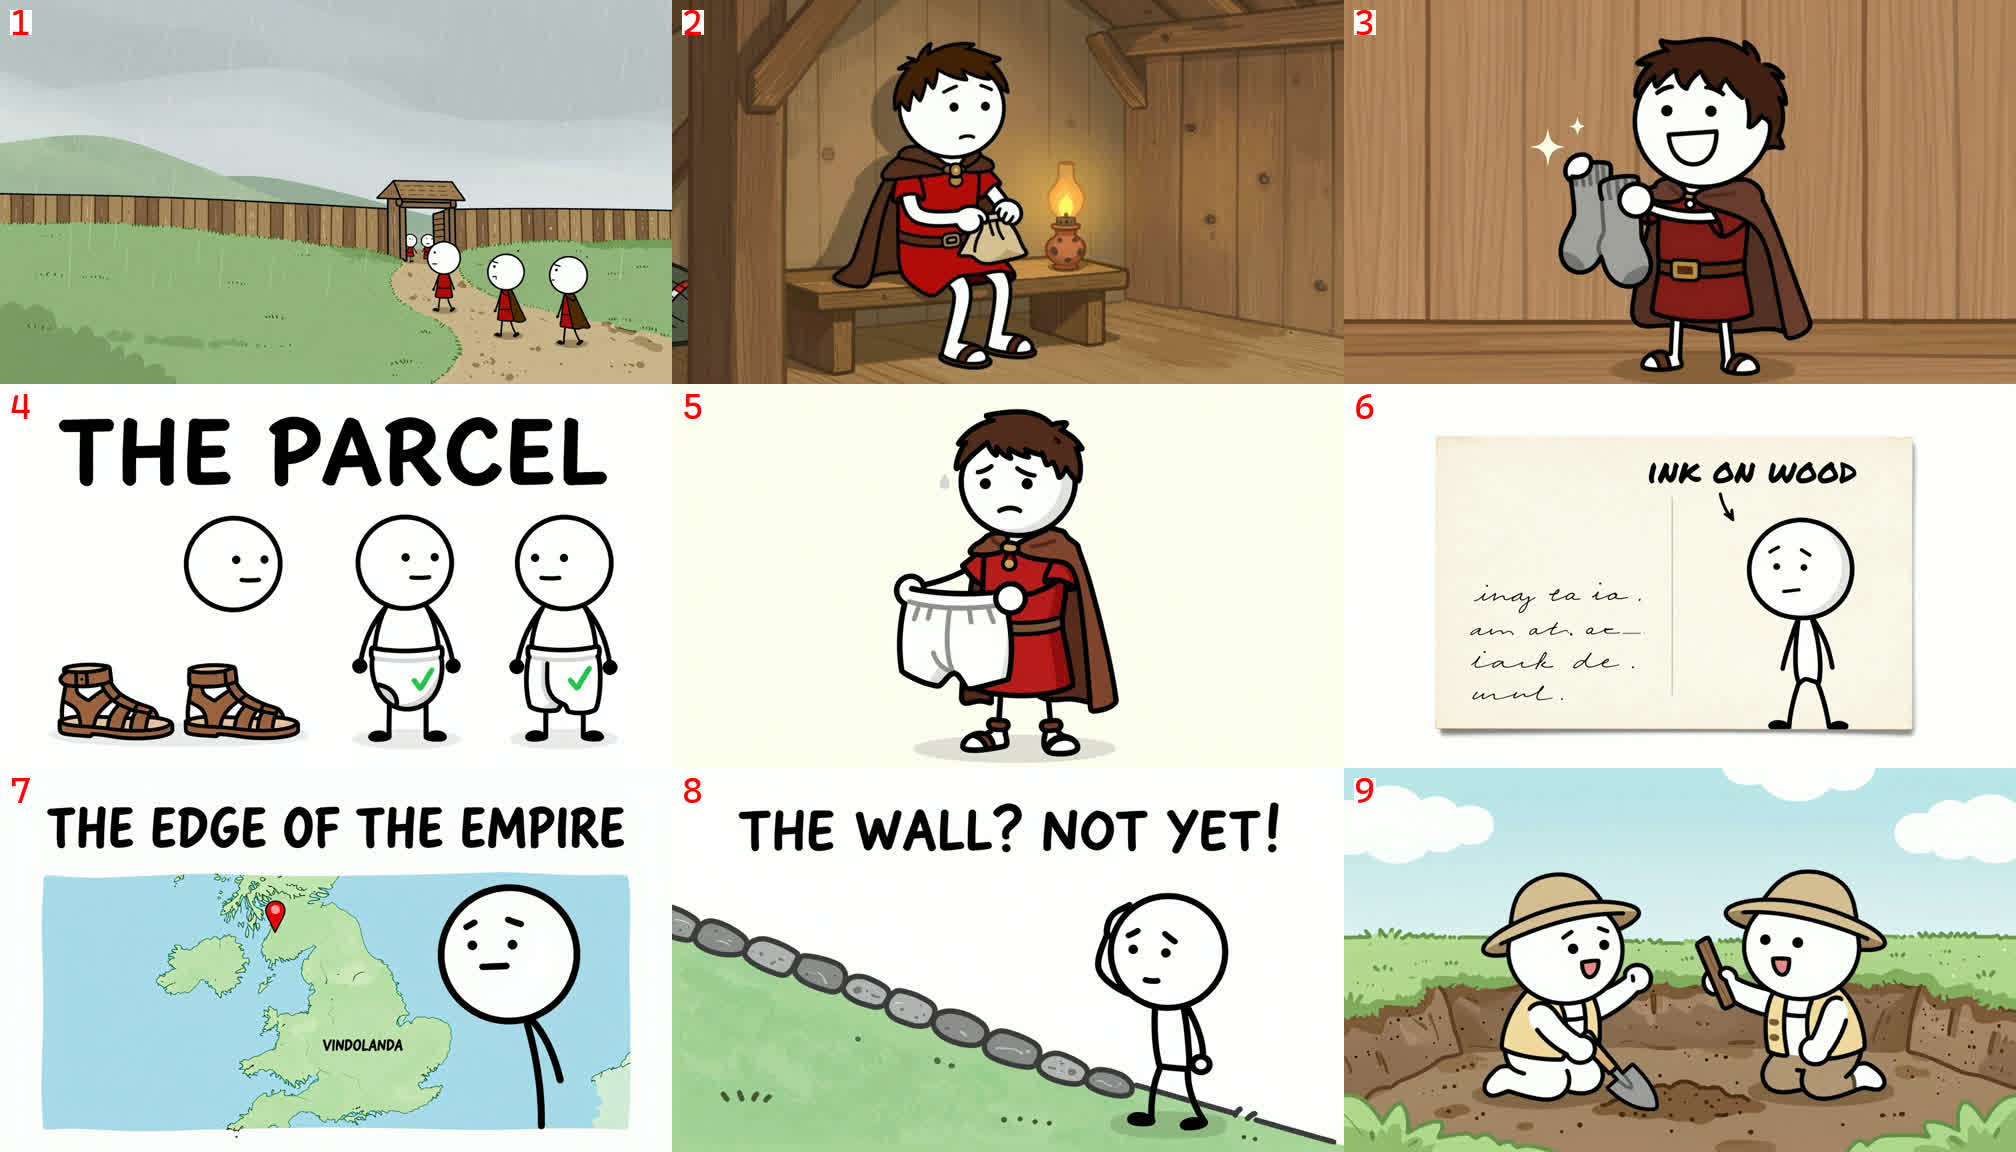 1
2
3
4
THE PARCEL
5
6
INK ON WOOD
7
THE EDGE OF THE EMPIRE
VINDOLANDA
8
THE WALL? NOT YET!
9